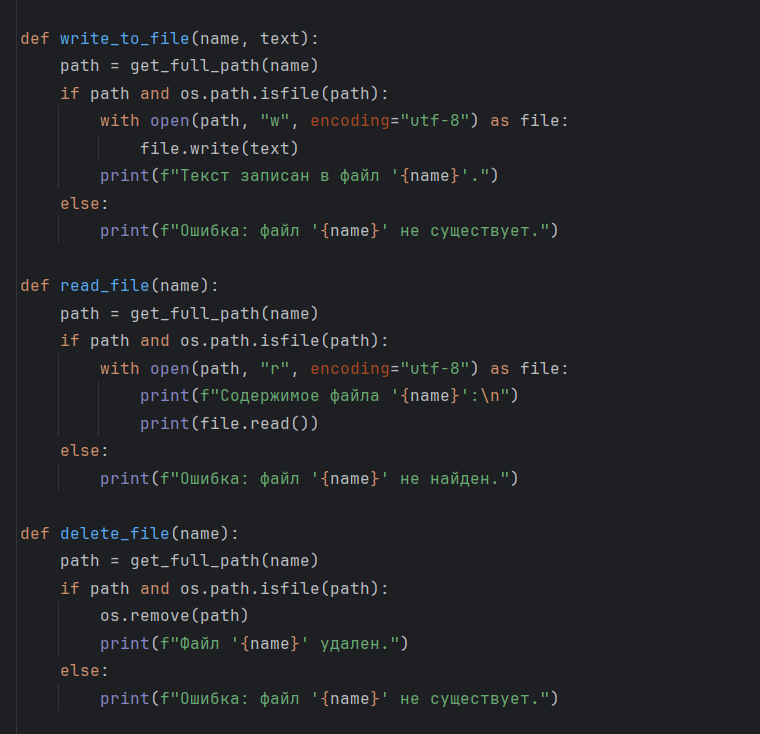 def write_to_file(name, text):
    path = get_full_path(name)
    if path and os.path.isfile(path):
        with open(path, "w", encoding="utf-8") as file:
            file.write(text)
        print(f"Текст записан в файл '{name}'.")
    else:
        print(f"Ошибка: файл '{name}' не существует.")

def read_file(name):
    path = get_full_path(name)
    if path and os.path.isfile(path):
        with open(path, "r", encoding="utf-8") as file:
            print(f"Содержимое файла '{name}':\n")
            print(file.read())
    else:
        print(f"Ошибка: файл '{name}' не найден.")

def delete_file(name):
    path = get_full_path(name)
    if path and os.path.isfile(path):
        os.remove(path)
        print(f"Файл '{name}' удален.")
    else:
        print(f"Ошибка: файл '{name}' не существует.")